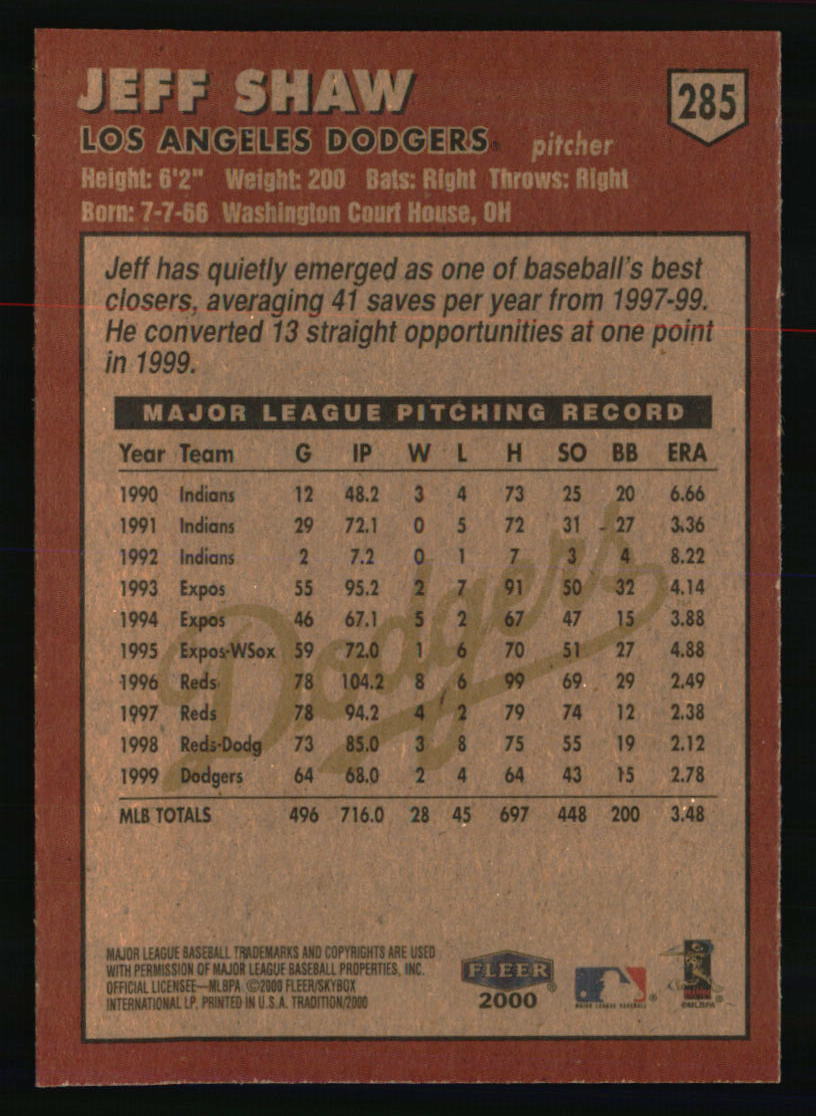 JEFF SHAW
285
LOS ANGELES DODGERS® pitcher
Height: 6'2" Weight: 200 Bats: Right Throws: Right
Born: 7-7-66 Washington Court House, OH
Jeff has quietly emerged as one of baseball's best
closers, averaging 41 saves per year from 1997-99.
He converted 13 straight opportunities at one point
in 1999.
MAJOR LEAGUE PITCHING RECORD
Year Team G IP W L H SO BB ERA
1990 Indians 12 48.2 3 4 73 25 20 6.66
1991 Indians 29 72.1 0 5 72 31 27 3.36
1992 Indians 2 7.2 0 1 7 3 4 8.22
1993 Expos 55 95.2 2 7 91 50 32 4.14
1994 Expos 46 67.1 5 2 67 47 15 3.88
1995 Expos-WSox 59 72.0 1 6 70 51 27 4.88
1996 Reds 78 104.2 8 6 99 69 29 2.49
1997 Reds 78 94.2 4 2 79 74 12 2.38
1998 Reds-Dodg 73 85.0 3 8 75 55 19 2.12
1999 Dodgers 64 68.0 2 4 64 43 15 2.78
MLB TOTALS 496 716.0 28 45 697 448 200 3.48
Dodgers
MAJOR LEAGUE BASEBALL TRADEMARKS AND COPYRIGHTS ARE USED
WITH PERMISSION OF MAJOR LEAGUE BASEBALL PROPERTIES, INC.
OFFICIAL LICENSEE—MLBPA ©2000 FLEER/SKYBOX
INTERNATIONAL LP, PRINTED IN U.S.A. TRADITION/2000
FLEER®
2000
MAJOR LEAGUE BASEBALL®
©MLBPA